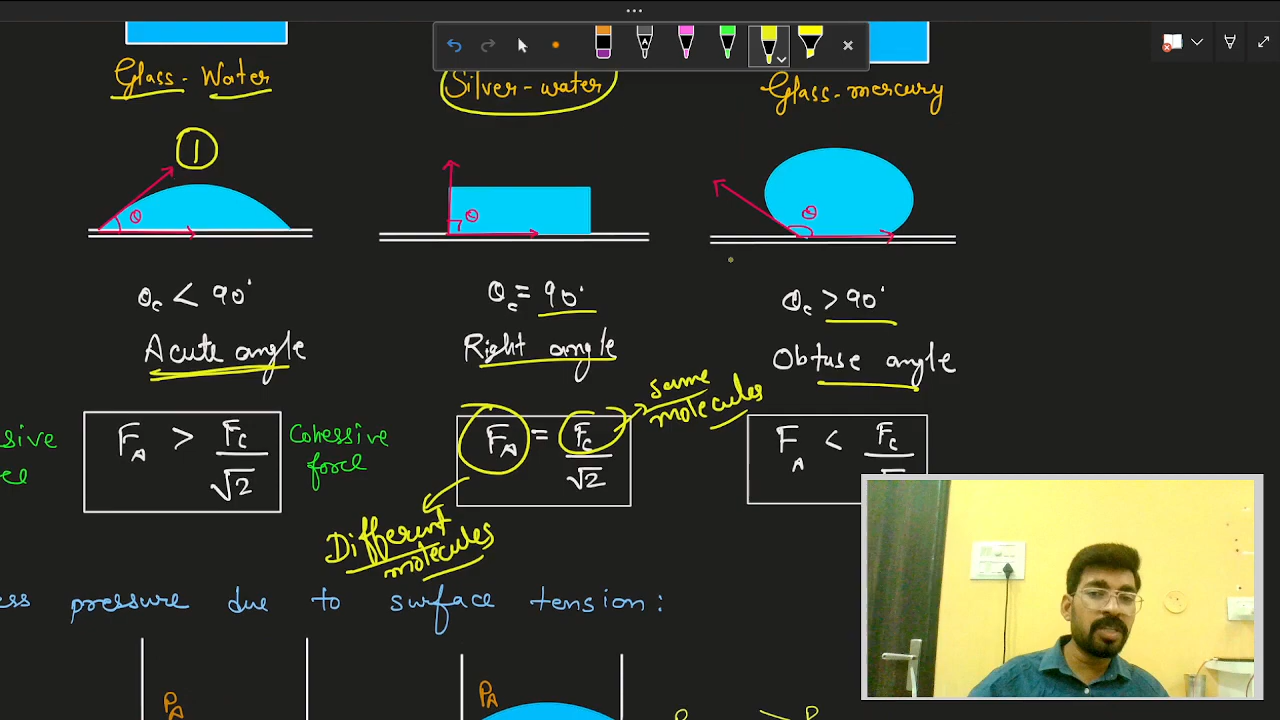 Glass-Water
Silver-water
Glass-mercury
1
θ
θ
θ
θc < 90°
θc = 90°
θc > 90°
Acute angle
Right angle
Obtuse angle
same
molecules
sive
ce
FA > Fc/√2
Cohessive
force
FA = Fc/√2
FA < Fc
Different
molecules
ess pressure due to surface tension:
PA
PA